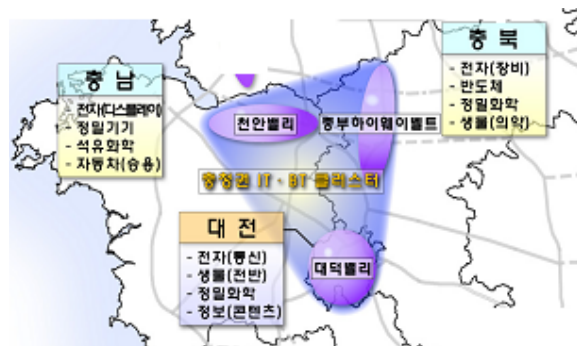 충 남
- 전자(디스플레이)
- 정밀기기
- 석유화학
- 자동차(승용)
충 북
- 전자(장비)
- 반도체
- 정밀화학
- 생물(의약)
천안밸리
중부하이웨이벨트
충청권 IT·BT 클러스터
대 전
- 전자(통신)
- 생물(전반)
- 정밀화학
- 정보(콘텐츠)
대덕밸리